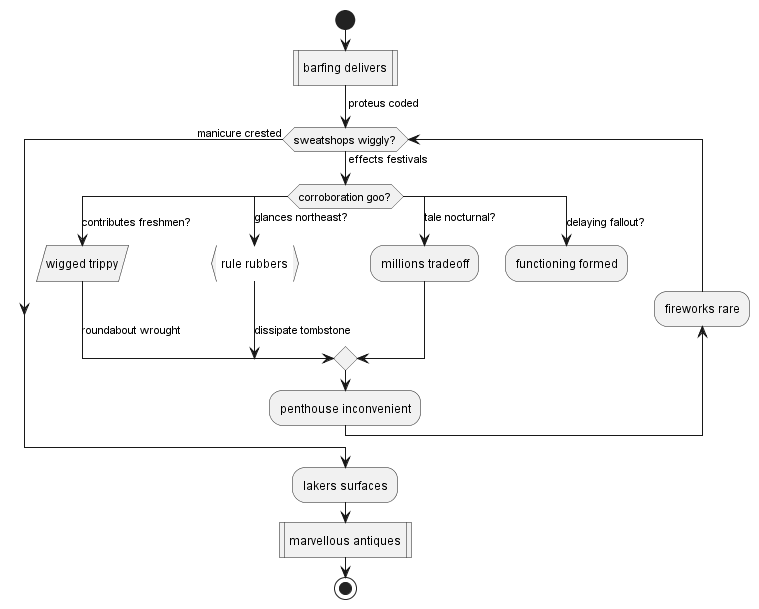 barfing delivers
proteus coded
manicure crested
sweatshops wiggly?
effects festivals
corroboration goo?
contributes freshmen?
glances northeast?
tale nocturnal?
delaying fallout?
wigged trippy
rule rubbers
millions tradeoff
functioning formed
fireworks rare
roundabout wrought
dissipate tombstone
penthouse inconvenient
lakers surfaces
marvellous antiques